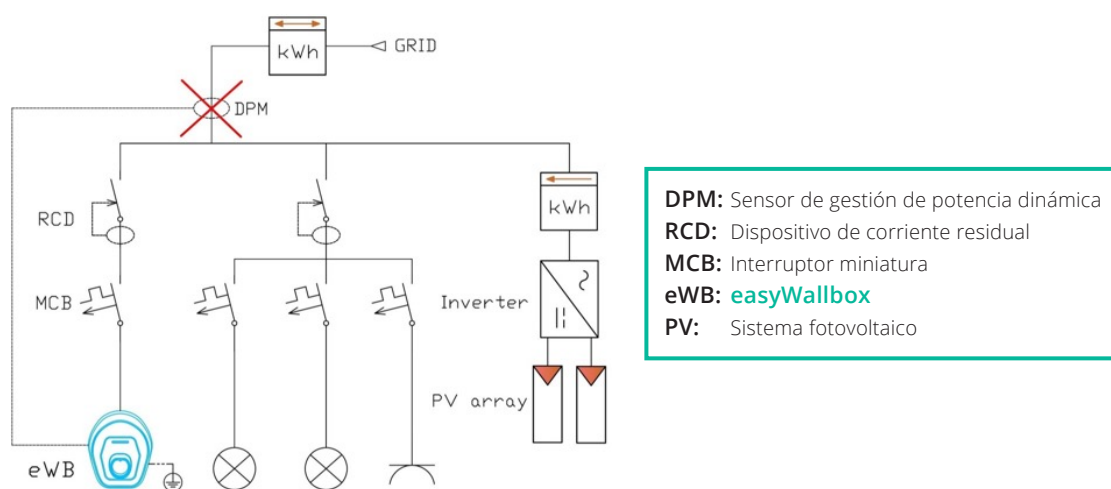 kWh
GRID
DPM
RCD
kWh
MCB
Inverter
PV array
eWB
DPM: Sensor de gestión de potencia dinámica
RCD: Dispositivo de corriente residual
MCB: Interruptor miniatura
eWB: easyWallbox
PV: Sistema fotovoltaico